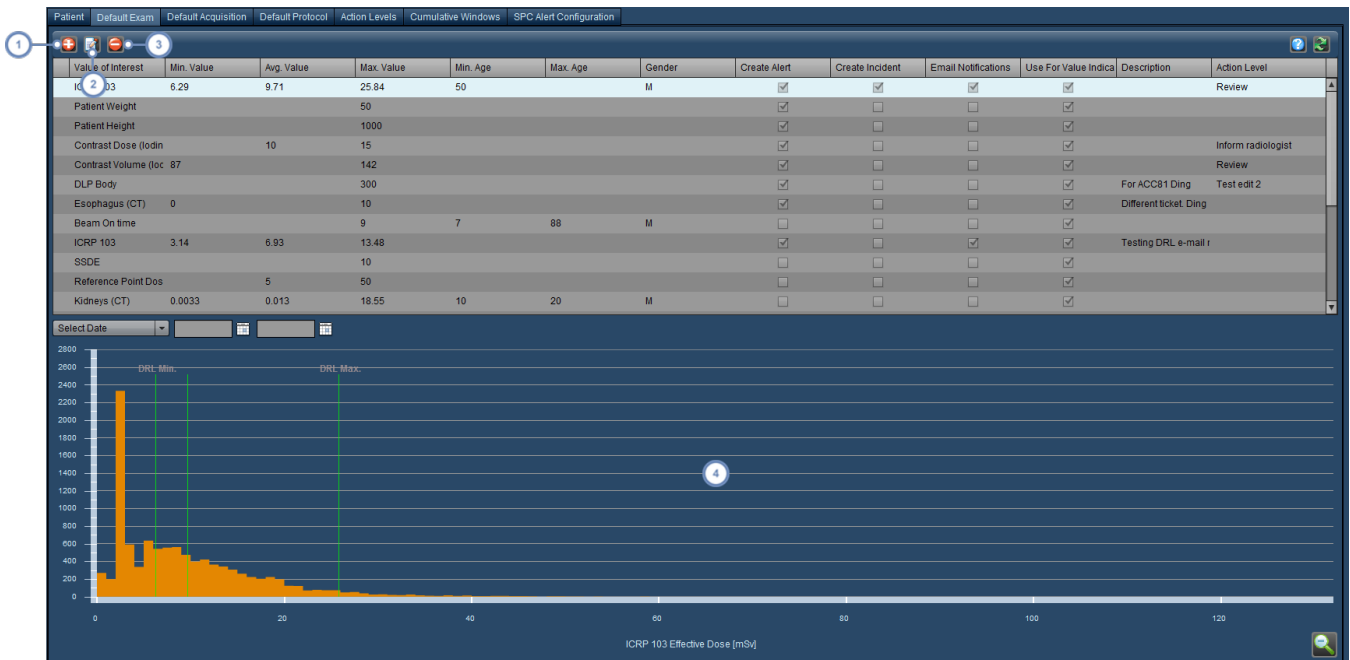 Patient Default Exam Default Acquisition Default Protocol Action Levels Cumulative Windows SPC Alert Configuration
1 3
2
Value of Interest Min. Value Avg. Value Max. Value Min. Age Max. Age Gender Create Alert Create Incident Email Notifications Use For Value Indica Description Action Level
03 6.29 9.71 25.84 50 M Review
Patient Weight 50
Patient Height 1000
Contrast Dose (Iodin 10 15 Inform radiologist
Contrast Volume (Ioc 87 142 Review
DLP Body 300 For ACC81 Ding Test edit 2
Esophagus (CT) 0 10 Different ticket. Ding
Beam On time 9 7 88 M
ICRP 103 3.14 6.93 13.48 Testing DRL e-mail r
SSDE 10
Reference Point Dos 5 50
Kidneys (CT) 0.0033 0.013 18.55 10 20 M
Select Date
2800
2600
DRL Min. DRL Max.
2400
2200
2000
1800
1600
1400
4
1200
1000
800
600
400
200
0
0 20 40 60 80 100 120
ICRP 103 Effective Dose [mSv]